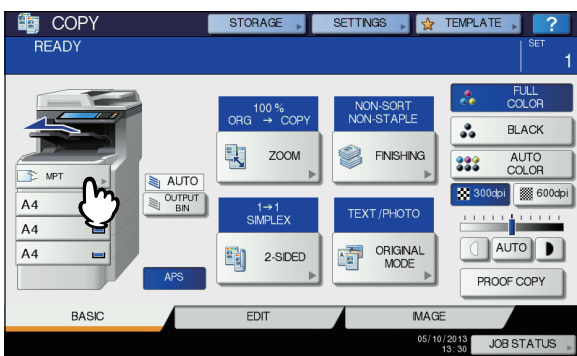 COPY
STORAGE
SETTINGS
TEMPLATE
?
READY
SET
1
100 %
ORG → COPY
NON-SORT
NON-STAPLE
FULL
COLOR
ZOOM
FINISHING
BLACK
MPT
AUTO
AUTO
COLOR
OUTPUT
BIN
300dpi
600dpi
A4
1→1
SIMPLEX
TEXT/PHOTO
A4
2-SIDED
ORIGINAL
MODE
AUTO
A4
APS
PROOF COPY
BASIC
EDIT
IMAGE
05/10/2013
13:30
JOB STATUS